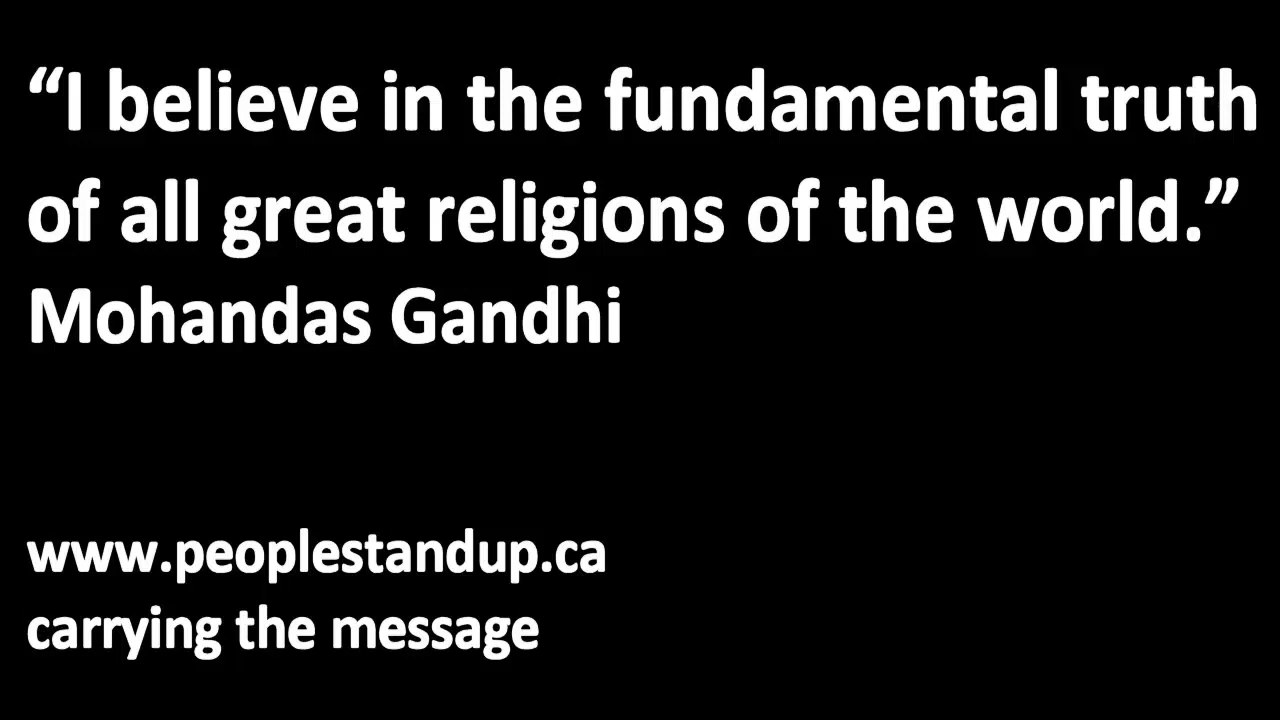 “I believe in the fundamental truth
of all great religions of the world.”
Mohandas Gandhi
www.peoplestandup.ca
carrying the message